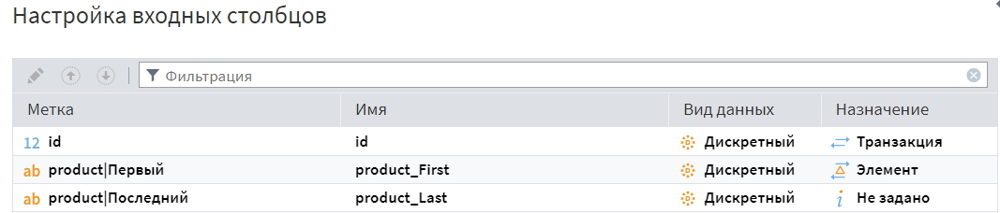 Настройка входных столбцов
Фильтрация
Метка Имя Вид данных Назначение
12 id id Дискретный Транзакция
ab product|Первый product_First Дискретный Элемент
ab product|Последний product_Last Дискретный i Не задано